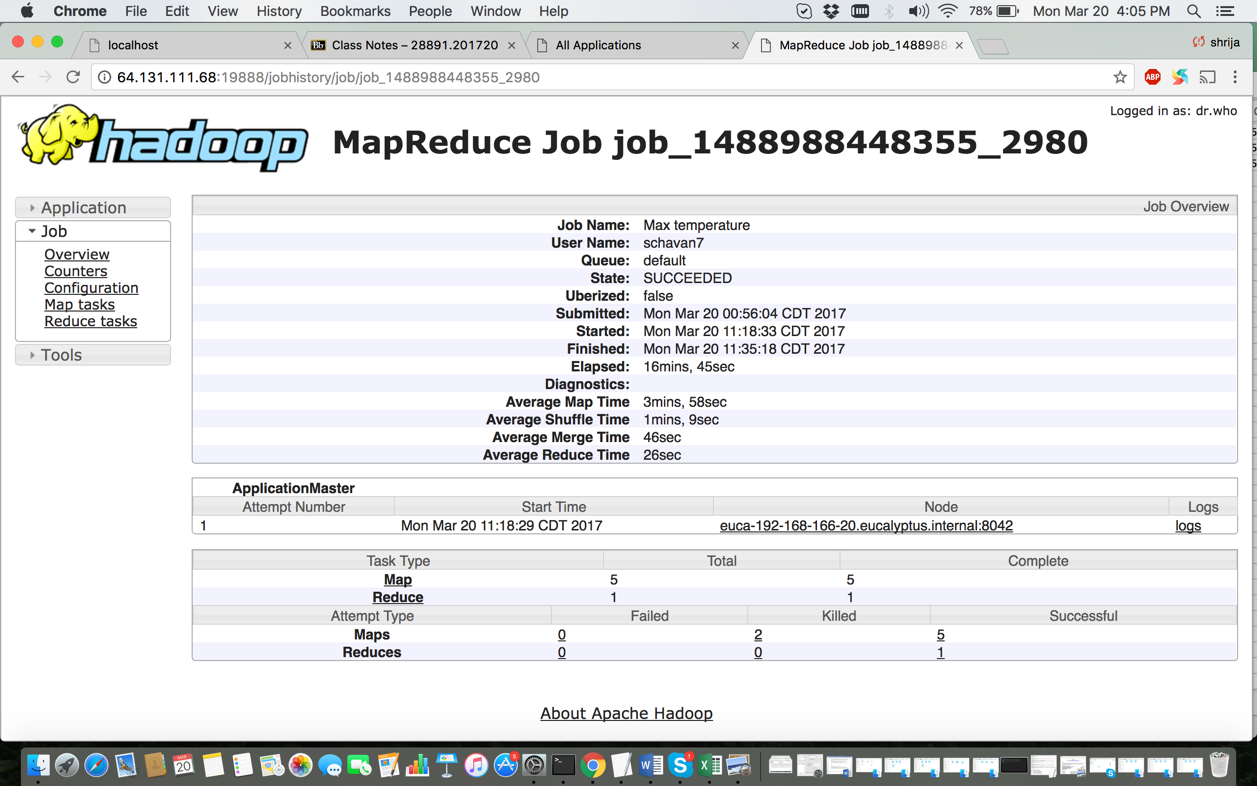 Chrome File Edit View History Bookmarks People Window Help 78% Mon Mar 20 4:05 PM
localhost Class Notes – 28891.201720 All Applications MapReduce Job job_1488988 shrija
64.131.111.68:19888/jobhistory/job/job_1488988448355_2980 ABP
Logged in as: dr.who
hadoop MapReduce Job job_1488988448355_2980
Application
Job
Overview
Counters
Configuration
Map tasks
Reduce tasks
Tools
Job Overview
Job Name: Max temperature
User Name: schavan7
Queue: default
State: SUCCEEDED
Uberized: false
Submitted: Mon Mar 20 00:56:04 CDT 2017
Started: Mon Mar 20 11:18:33 CDT 2017
Finished: Mon Mar 20 11:35:18 CDT 2017
Elapsed: 16mins, 45sec
Diagnostics:
Average Map Time 3mins, 58sec
Average Shuffle Time 1mins, 9sec
Average Merge Time 46sec
Average Reduce Time 26sec
ApplicationMaster
Attempt Number Start Time Node Logs
1 Mon Mar 20 11:18:29 CDT 2017 euca-192-168-166-20.eucalyptus.internal:8042 logs
Task Type Total Complete
Map 5 5
Reduce 1 1
Attempt Type Failed Killed Successful
Maps 0 2 5
Reduces 0 0 1
About Apache Hadoop